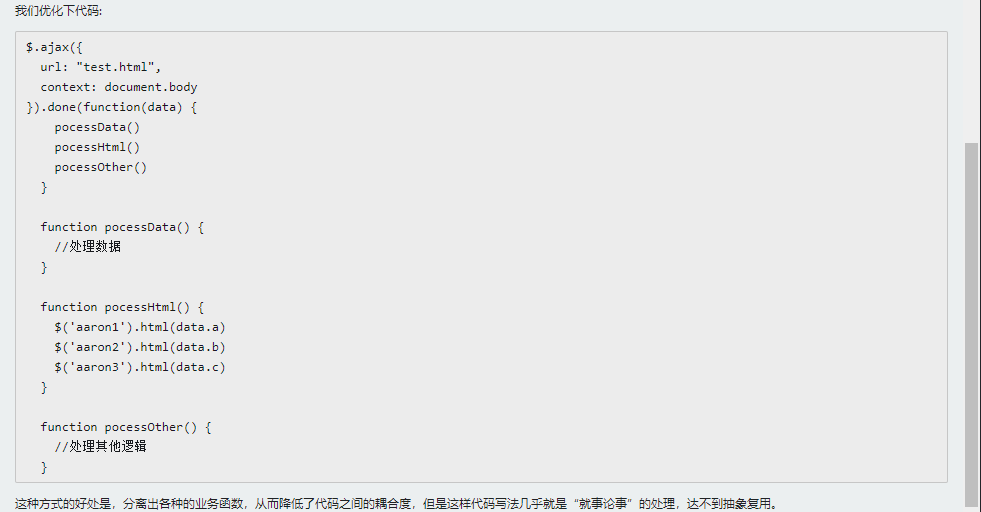 我们优化下代码:
$.ajax({
  url: "test.html",
  context: document.body
}).done(function(data) {
    pocessData()
    pocessHtml()
    pocessOther()
  }
  function pocessData() {
    //处理数据
  }
  function pocessHtml() {
    $('aaron1').html(data.a)
    $('aaron2').html(data.b)
    $('aaron3').html(data.c)
  }
  function pocessOther() {
    //处理其他逻辑
  }
这种方式的好处是，分离出各种的业务函数，从而降低了代码之间的耦合度，但是这样代码写法几乎就是“就事论事”的处理，达不到抽象复用。